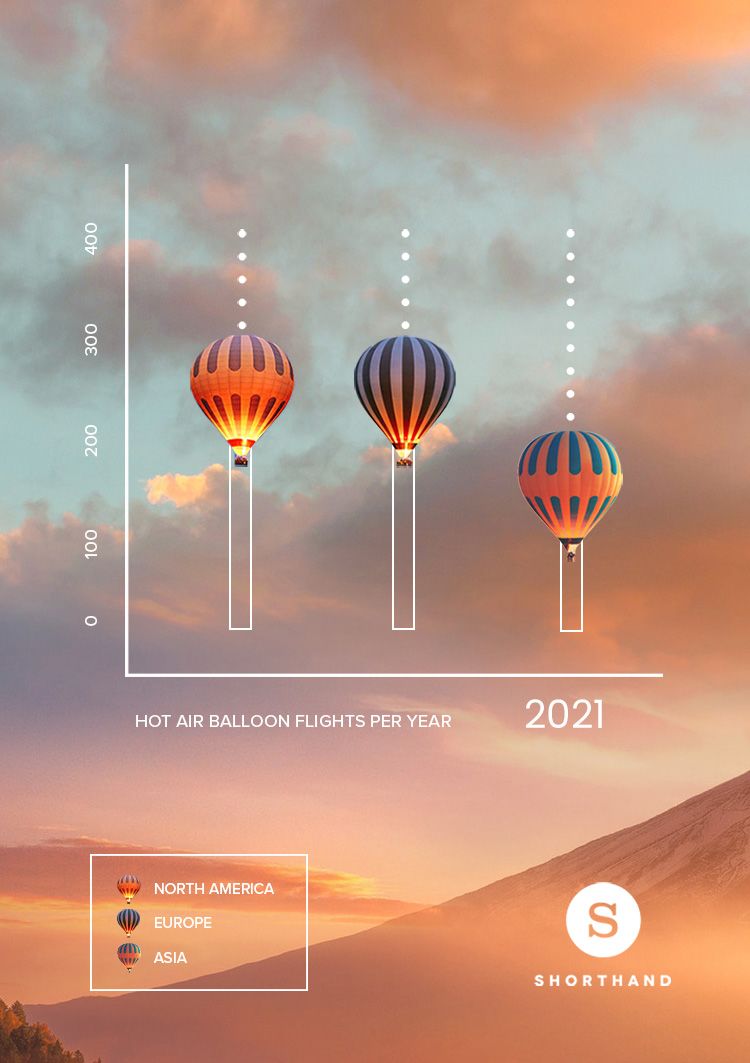 400
300
200
100
0
HOT AIR BALLOON FLIGHTS PER YEAR
2021
NORTH AMERICA
EUROPE
ASIA
S
SHORTHAND